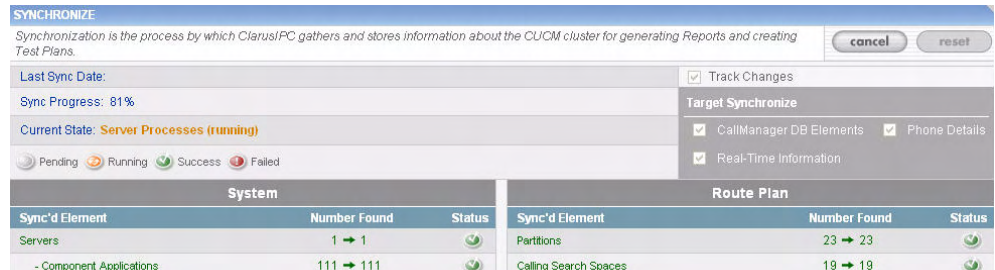 SYNCHRONIZE
Synchronization is the process by which ClarusIPC gathers and stores information about the CUCM cluster for generating Reports and creating
Test Plans.
cancel reset
Last Sync Date:
Track Changes
Sync Progress: 81%
Target Synchronize
Current State: Server Processes (running)
CallManager DB Elements Phone Details
Pending Running Success Failed
Real-Time Information
System
Route Plan
Sync'd Element Number Found Status
Sync'd Element Number Found Status
Servers 1 ➔ 1
Partitions 23 ➔ 23
- Component Applications 111 ➔ 111
Calling Search Spaces 19 ➔ 19